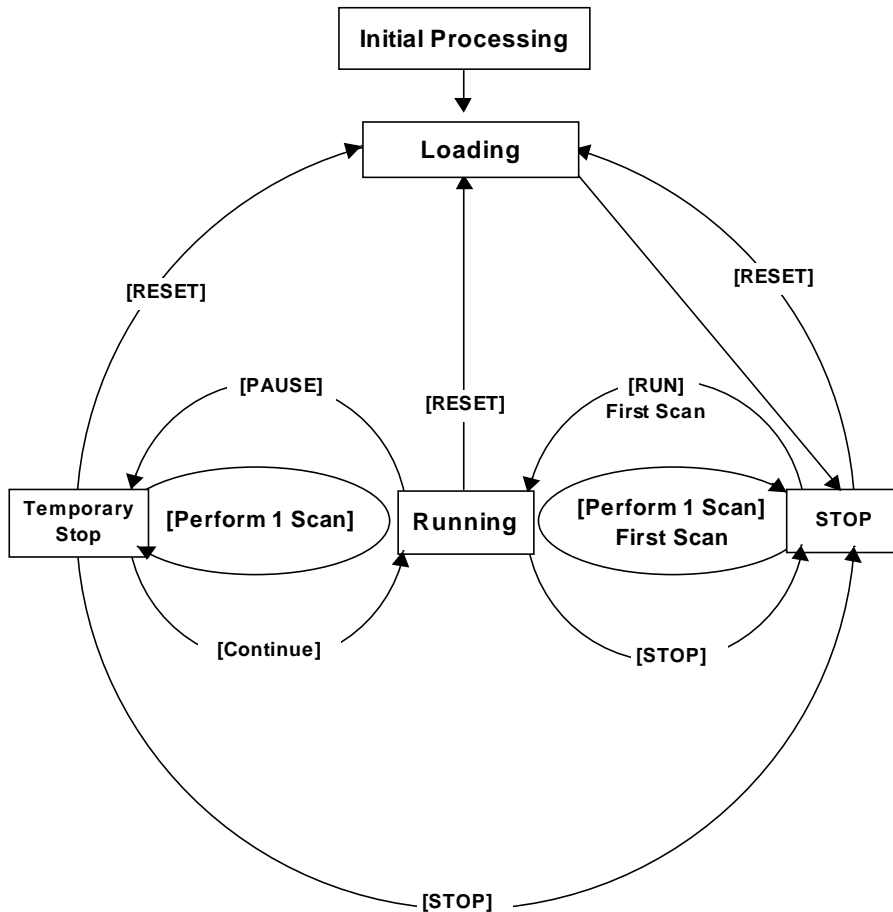 Initial Processing
Loading
[RESET]
[RESET]
[PAUSE]
[RESET]
[RUN]
First Scan
Temporary
Stop
[Perform 1 Scan]
Running
[Perform 1 Scan]
First Scan
STOP
[Continue]
[STOP]
[STOP]